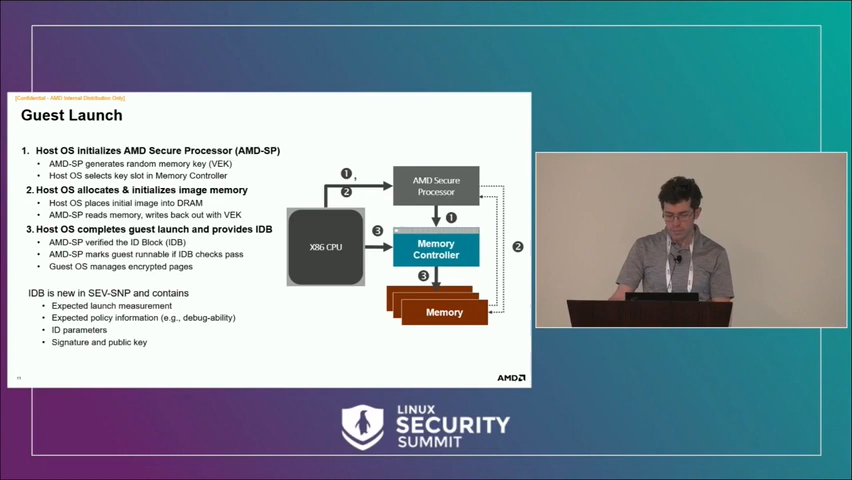 [Confidential - AMD Internal Distribution Only]
Guest Launch
1. Host OS initializes AMD Secure Processor (AMD-SP)
• AMD-SP generates random memory key (VEK)
• Host OS selects key slot in Memory Controller
2. Host OS allocates & initializes image memory
• Host OS places initial image into DRAM
• AMD-SP reads memory, writes back out with VEK
3. Host OS completes guest launch and provides IDB
• AMD-SP verified the ID Block (IDB)
• AMD-SP marks guest runnable if IDB checks pass
• Guest OS manages encrypted pages
IDB is new in SEV-SNP and contains
• Expected launch measurement
• Expected policy information (e.g., debug-ability)
• ID parameters
• Signature and public key
1,
2
AMD Secure
Processor
1
3
X86 CPU
Memory
Controller
2
3
Memory
AMD
LINUX
SECURITY
SUMMIT